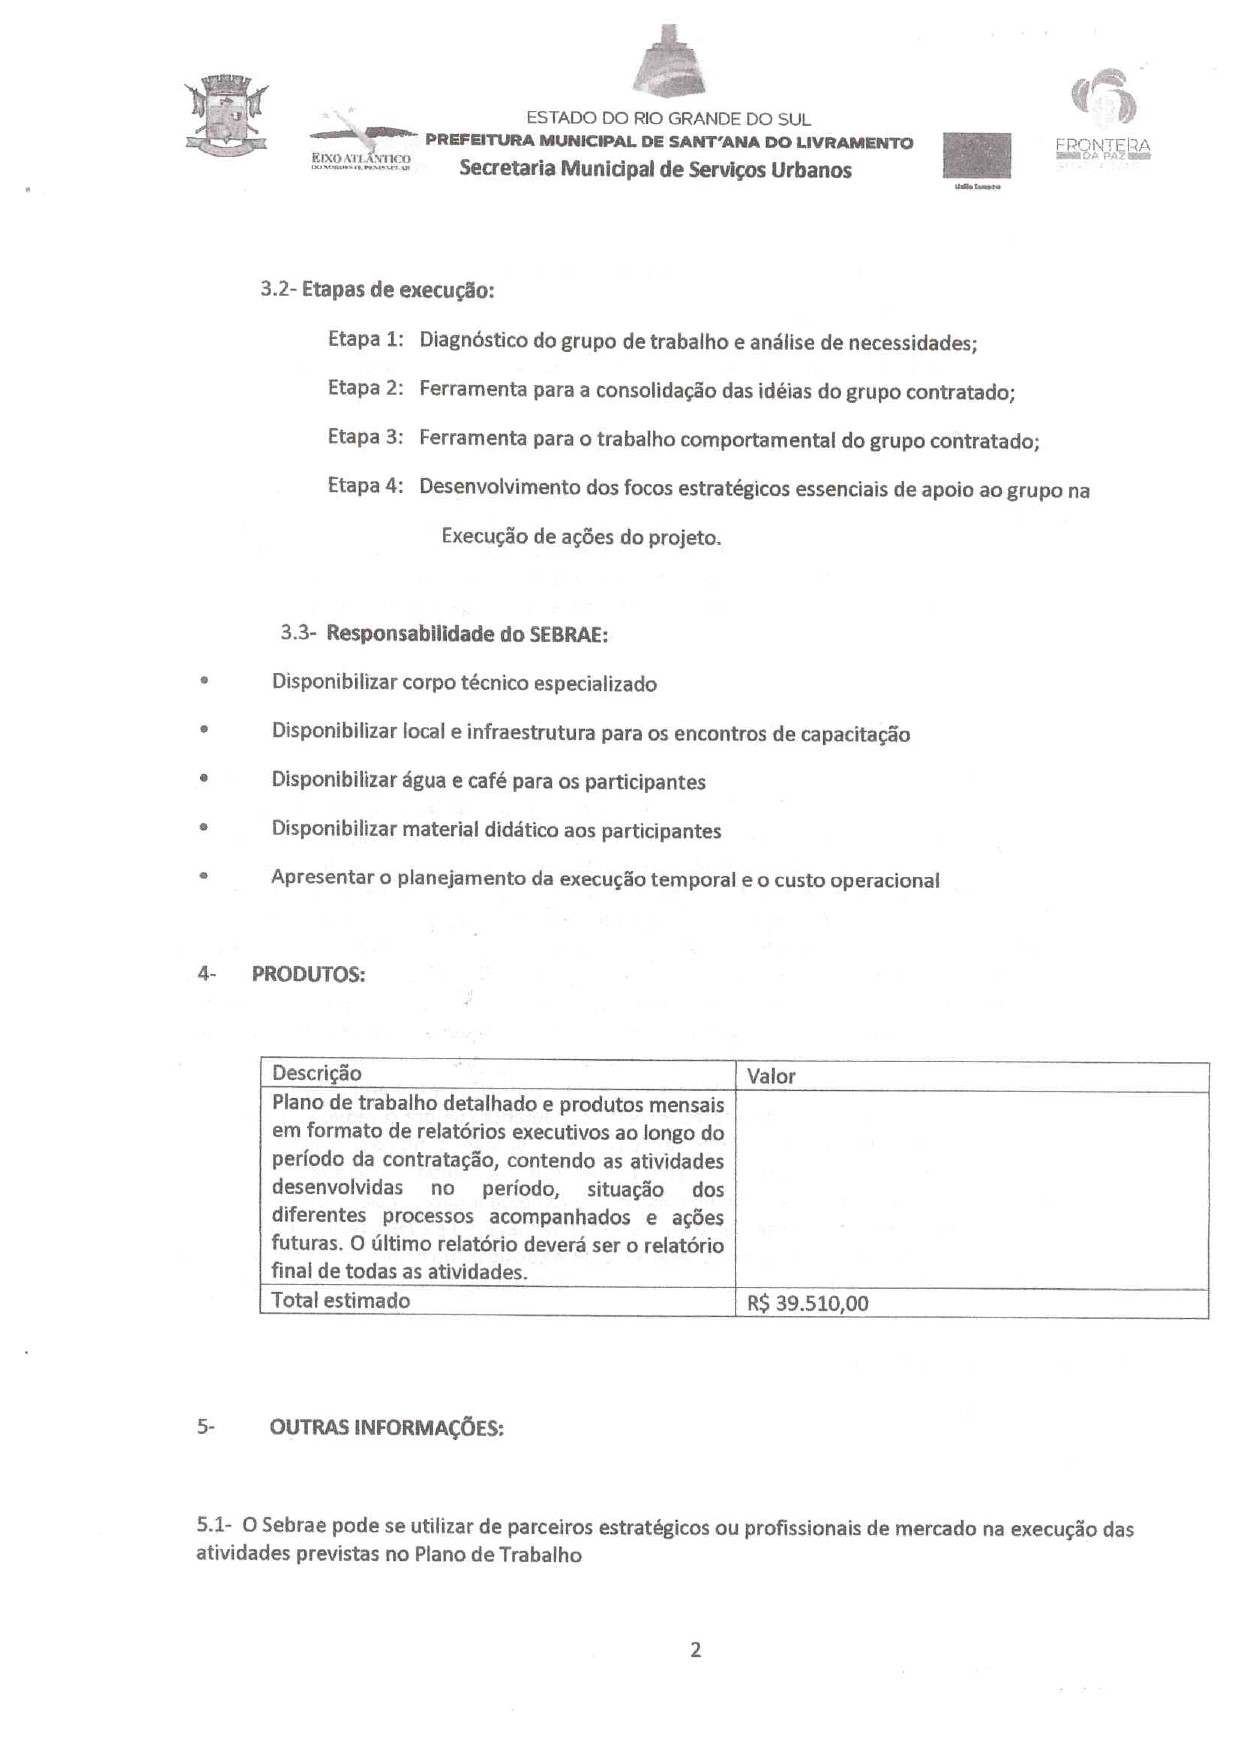 ESTADO DO RIO GRANDE DO SUL
PREFEITURA MUNICIPAL DE SANT'ANA DO LIVRAMENTO
Secretaria Municipal de Serviços Urbanos
EIXO ATLÂNTICO
FRONTERA
DA PAZ
3.2- Etapas de execução:
Etapa 1: Diagnóstico do grupo de trabalho e análise de necessidades;
Etapa 2: Ferramenta para a consolidação das idéias do grupo contratado;
Etapa 3: Ferramenta para o trabalho comportamental do grupo contratado;
Etapa 4: Desenvolvimento dos focos estratégicos essenciais de apoio ao grupo na
Execução de ações do projeto.
3.3- Responsabilidade do SEBRAE:
• Disponibilizar corpo técnico especializado
• Disponibilizar local e infraestrutura para os encontros de capacitação
• Disponibilizar água e café para os participantes
• Disponibilizar material didático aos participantes
• Apresentar o planejamento da execução temporal e o custo operacional
4- PRODUTOS:
Descrição Valor
Plano de trabalho detalhado e produtos mensais
em formato de relatórios executivos ao longo do
período da contratação, contendo as atividades
desenvolvidas no período, situação dos
diferentes processos acompanhados e ações
futuras. O último relatório deverá ser o relatório
final de todas as atividades.
Total estimado R$ 39.510,00
5- OUTRAS INFORMAÇÕES:
5.1- O Sebrae pode se utilizar de parceiros estratégicos ou profissionais de mercado na execução das
atividades previstas no Plano de Trabalho
2